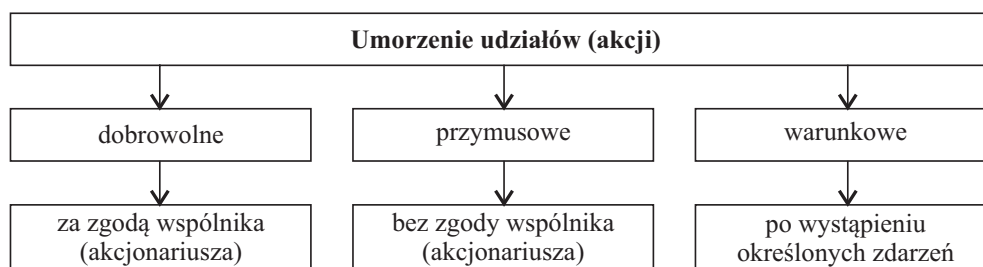 Umorzenie udziałów (akcji)
dobrowolne
przymusowe
warunkowe
za zgodą wspólnika
(akcjonariusza)
bez zgody wspólnika
(akcjonariusza)
po wystąpieniu
określonych zdarzeń